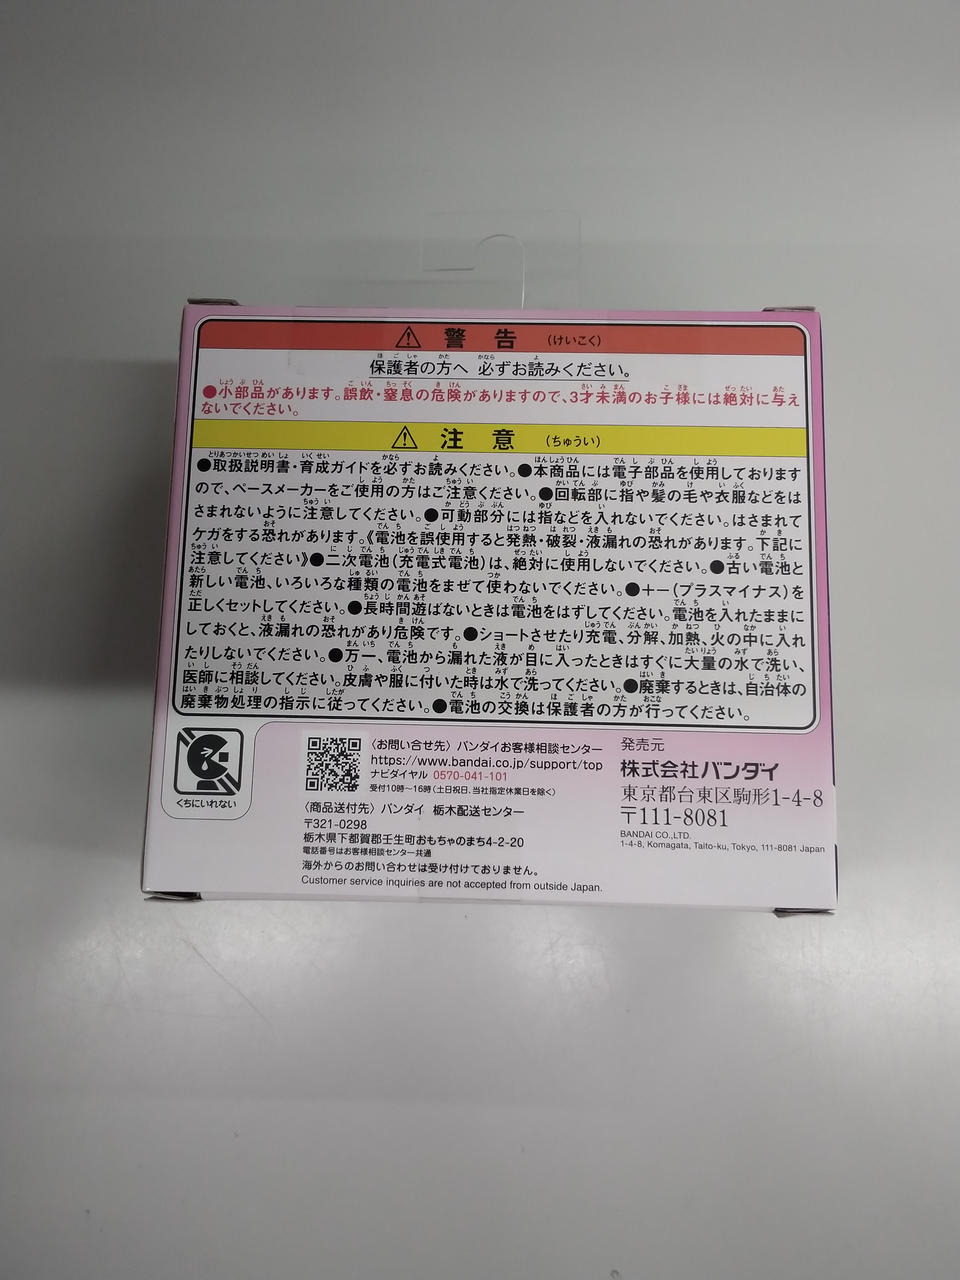 警告 (けいこく)
保護者の方へ 必ずお読みください。
●小部品があります。誤飲・窒息の危険がありますので、3才未満のお子様には絶対に与え
ないでください。
注意 (ちゅうい)
●取扱説明書・育成ガイドを必ずお読みください。●本商品には電子部品を使用しております
ので、ペースメーカーをご使用の方はご注意ください。●回転部に指や髪の毛や衣服などをは
さまれないように注意してください。●可動部分には指などを入れないでください。はさまれて
ケガをする恐れがあります。《電池を誤使用すると発熱・破裂・液漏れの恐れがあります。下記に
注意してください》●二次電池(充電式電池)は、絶対に使用しないでください。●古い電池と
新しい電池、いろいろな種類の電池をまぜて使わないでください。●+-(プラスマイナス)を
正しくセットしてください。●長時間遊ばないときは電池をはずしてください。電池を入れたままに
しておくと、液漏れの恐れがあり危険です。●ショートさせたり充電、分解、加熱、火の中に入れ
たりしないでください。●万一、電池から漏れた液が目に入ったときはすぐに大量の水で洗い、
医師に相談してください。皮膚や服に付いた時は水で洗ってください。●廃棄するときは、自治体の
廃棄物処理の指示に従ってください。●電池の交換は保護者の方が行ってください。
くちにいれない
〈お問い合せ先〉バンダイお客様相談センター
https://www.bandai.co.jp/support/top
ナビダイヤル 0570-041-101
受付10時~16時(土日祝日、当社指定休業日を除く)
〈商品送付先〉バンダイ 栃木配送センター
〒321-0298
栃木県下都賀郡壬生町おもちゃのまち4-2-20
電話番号はお客様相談センター共通
海外からのお問い合わせは受け付けておりません。
Customer service inquiries are not accepted from outside Japan.
発売元
株式会社バンダイ
東京都台東区駒形1-4-8
〒111-8081
BANDAI CO.,LTD.
1-4-8, Komagata, Taito-ku, Tokyo, 111-8081 Japan